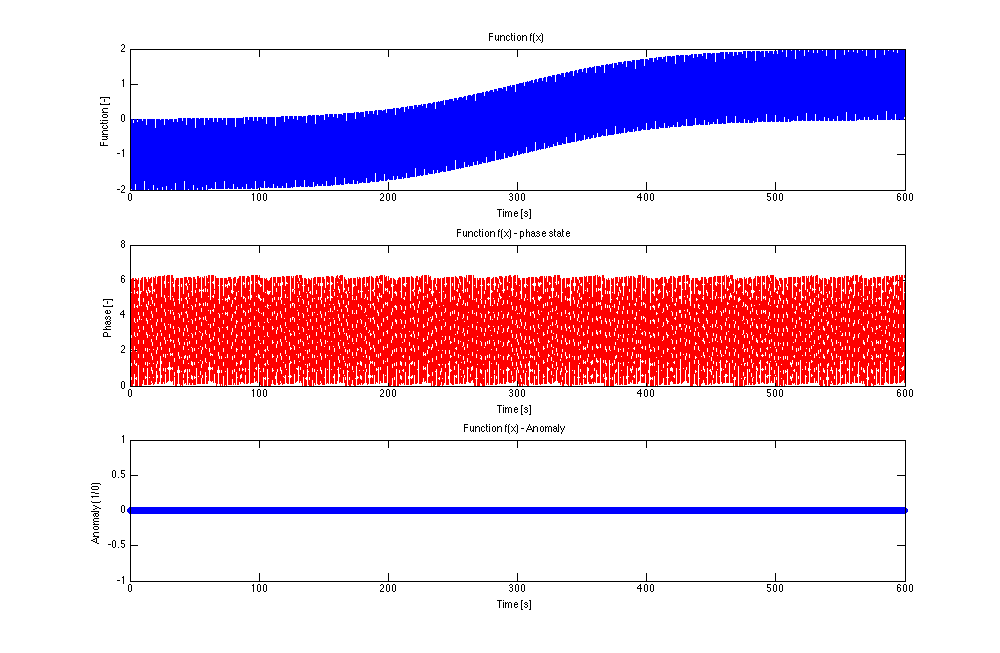 Function f(x)
2
1
0
-1
-2
Function [-]
0 100 200 300 400 500 600
Time [s]
Function f(x) - phase state
8
6
4
2
0
Phase [-]
0 100 200 300 400 500 600
Time [s]
Function f(x) - Anomaly
1
0.5
0
-0.5
-1
Anomaly (1/0)
0 100 200 300 400 500 600
Time [s]